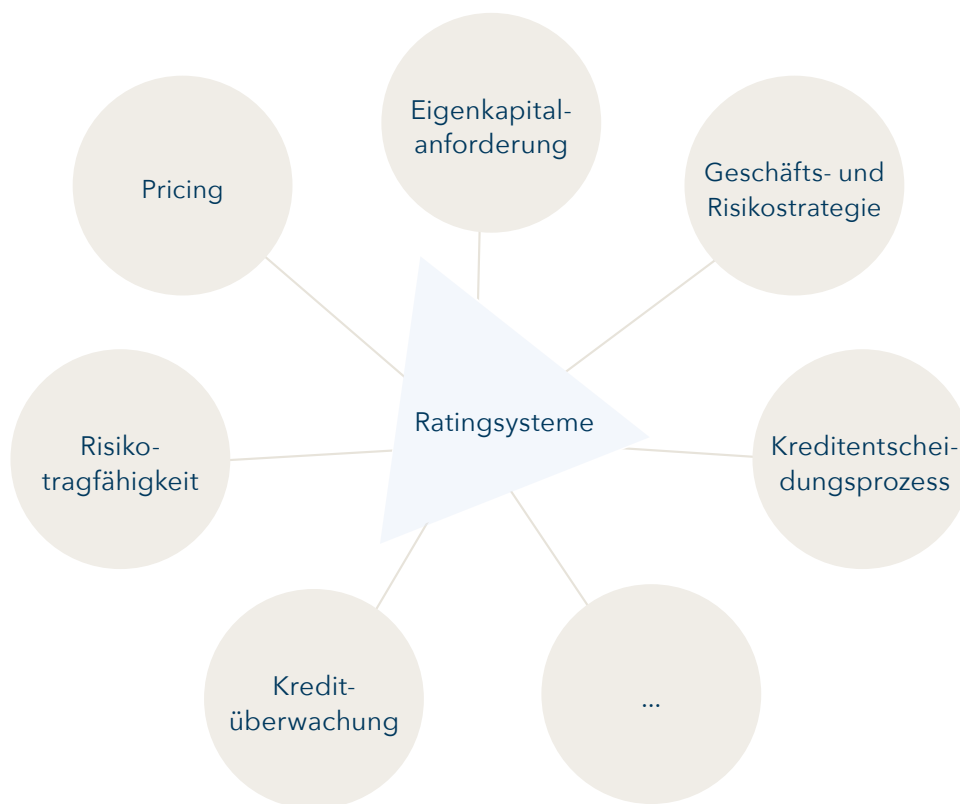 Eigenkapital-
anforderung
Pricing
Geschäfts- und
Risikostrategie
Ratingsysteme
Risiko-
tragfähigkeit
Kreditentschei-
dungsprozess
Kredit-
überwachung
...